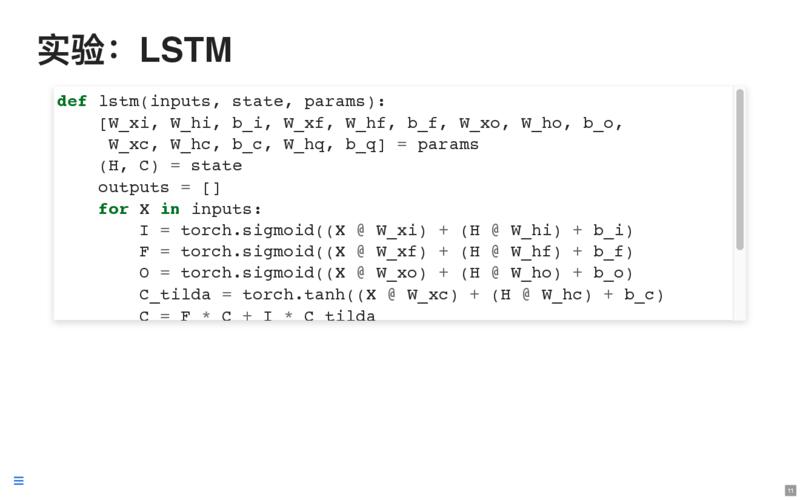 实验：LSTM
def lstm(inputs, state, params):
    [W_xi, W_hi, b_i, W_xf, W_hf, b_f, W_xo, W_ho, b_o,
     W_xc, W_hc, b_c, W_hq, b_q] = params
    (H, C) = state
    outputs = []
    for X in inputs:
        I = torch.sigmoid((X @ W_xi) + (H @ W_hi) + b_i)
        F = torch.sigmoid((X @ W_xf) + (H @ W_hf) + b_f)
        O = torch.sigmoid((X @ W_xo) + (H @ W_ho) + b_o)
        C_tilda = torch.tanh((X @ W_xc) + (H @ W_hc) + b_c)
        C = F * C + I * C_tilda
11